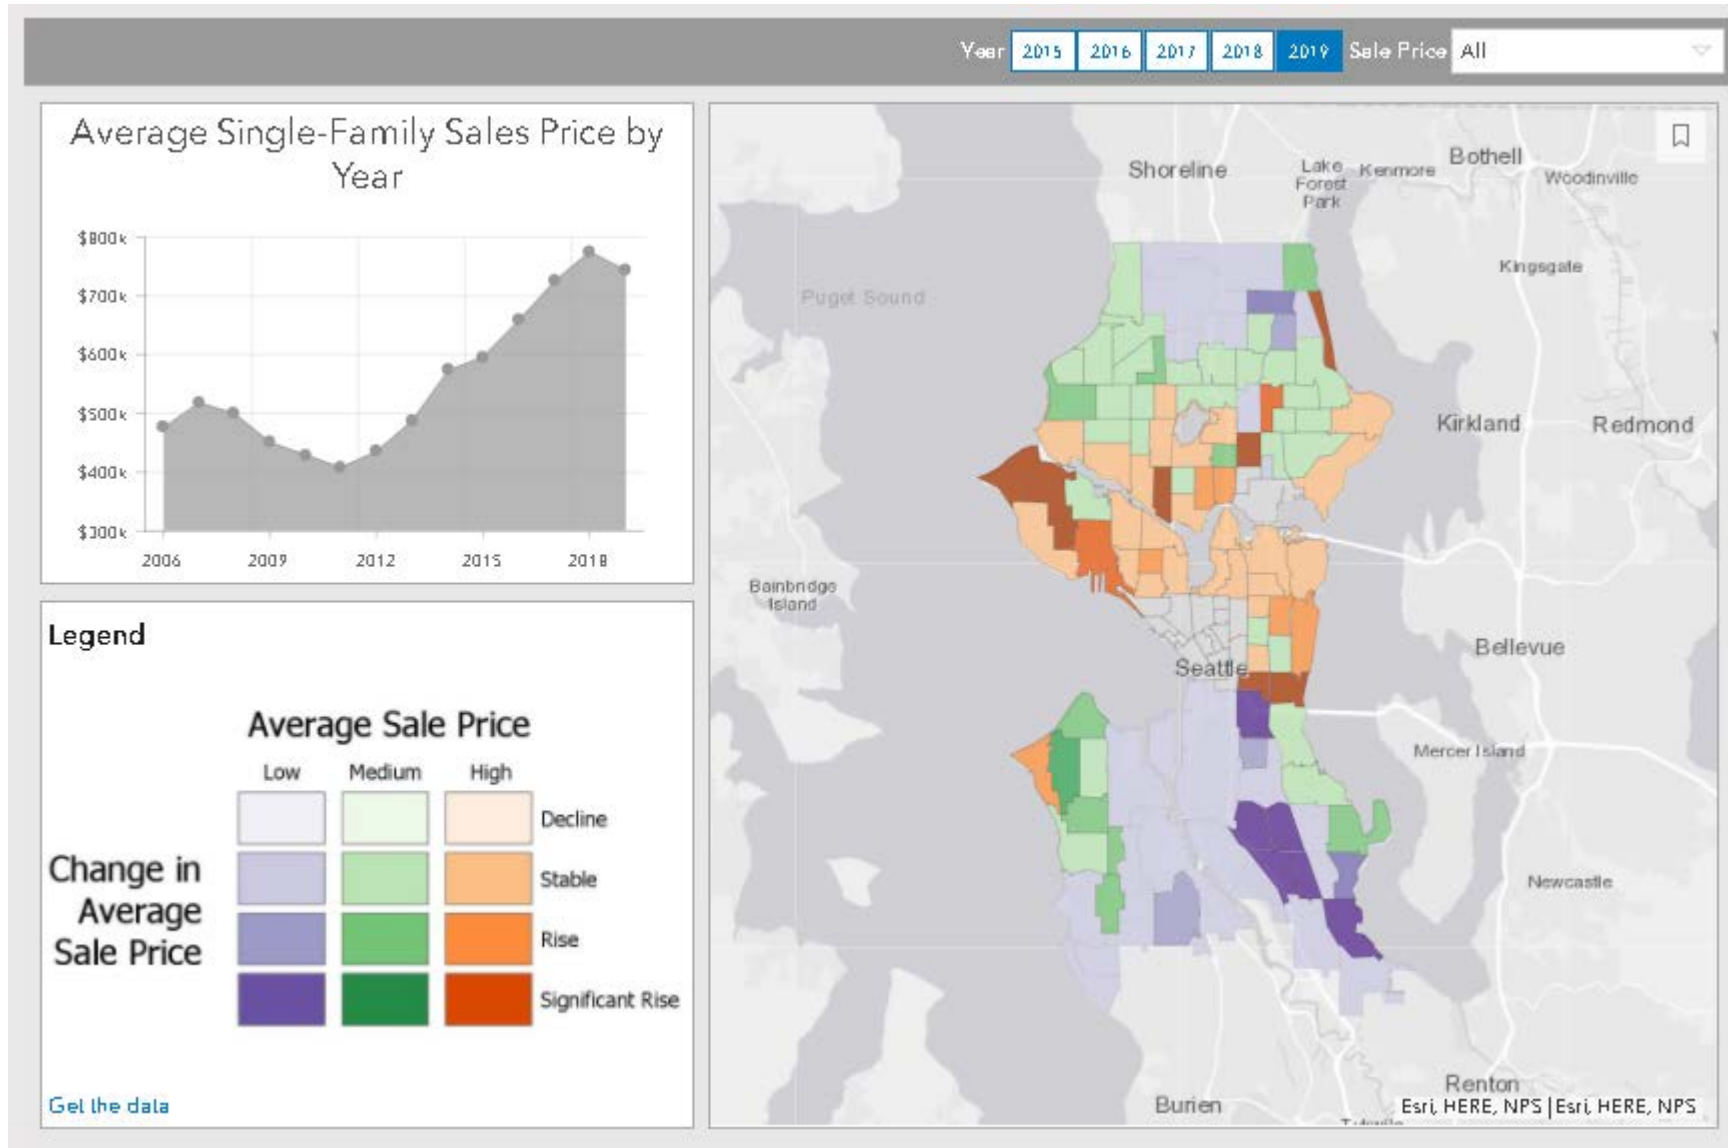 Year 2015 2016 2017 2018 2019 Sale Price All
Average Single-Family Sales Price by
Year
$800k
$700k
$600k
$500k
$400k
$300k
2006 2009 2012 2015 2018
Legend
Average Sale Price
Low Medium High
Decline
Stable
Rise
Significant Rise
Change in
Average
Sale Price
Get the data
Shoreline
Lake
Forest
Park
Kenmore
Bothell
Woodinville
Kingsgate
Puget Sound
Kirkland
Redmond
Bainbridge
Island
Seattle
Bellevue
Mercer Island
Newcastle
Renton
Burien
Esri, HERE, NPS | Esri, HERE, NPS